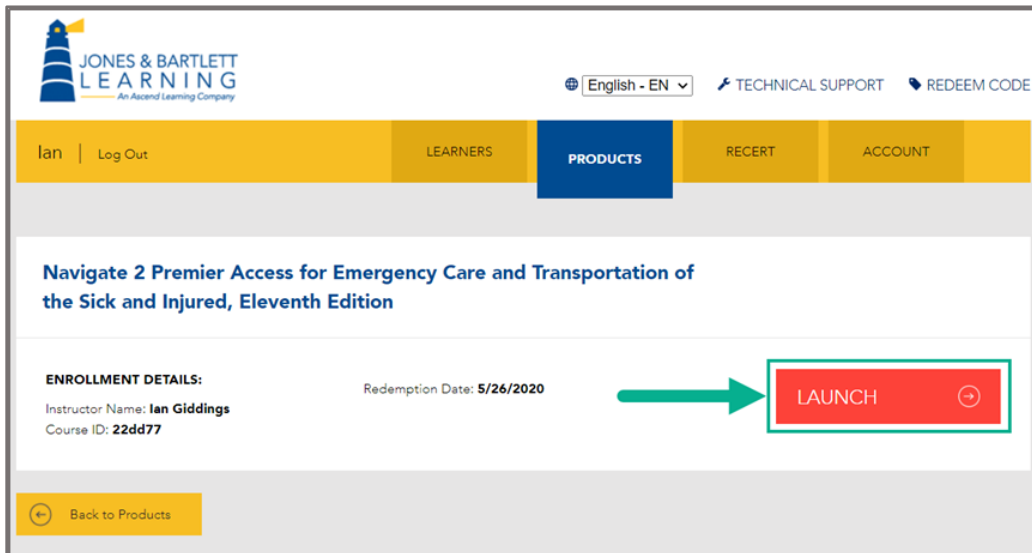 JONES & BARTLETT
LEARNING
An Ascend Learning Company
English - EN
TECHNICAL SUPPORT
REDEEM CODE
Ian | Log Out
LEARNERS
PRODUCTS
RECERT
ACCOUNT
Navigate 2 Premier Access for Emergency Care and Transportation of
the Sick and Injured, Eleventh Edition
ENROLLMENT DETAILS:
Instructor Name: Ian Giddings
Course ID: 22dd77
Redemption Date: 5/26/2020
LAUNCH
Back to Products